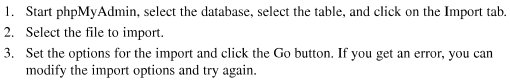 1. Start phpMyAdmin, select the database, select the table, and click on the Import tab.
2. Select the file to import.
3. Set the options for the import and click the Go button. If you get an error, you can
modify the import options and try again.